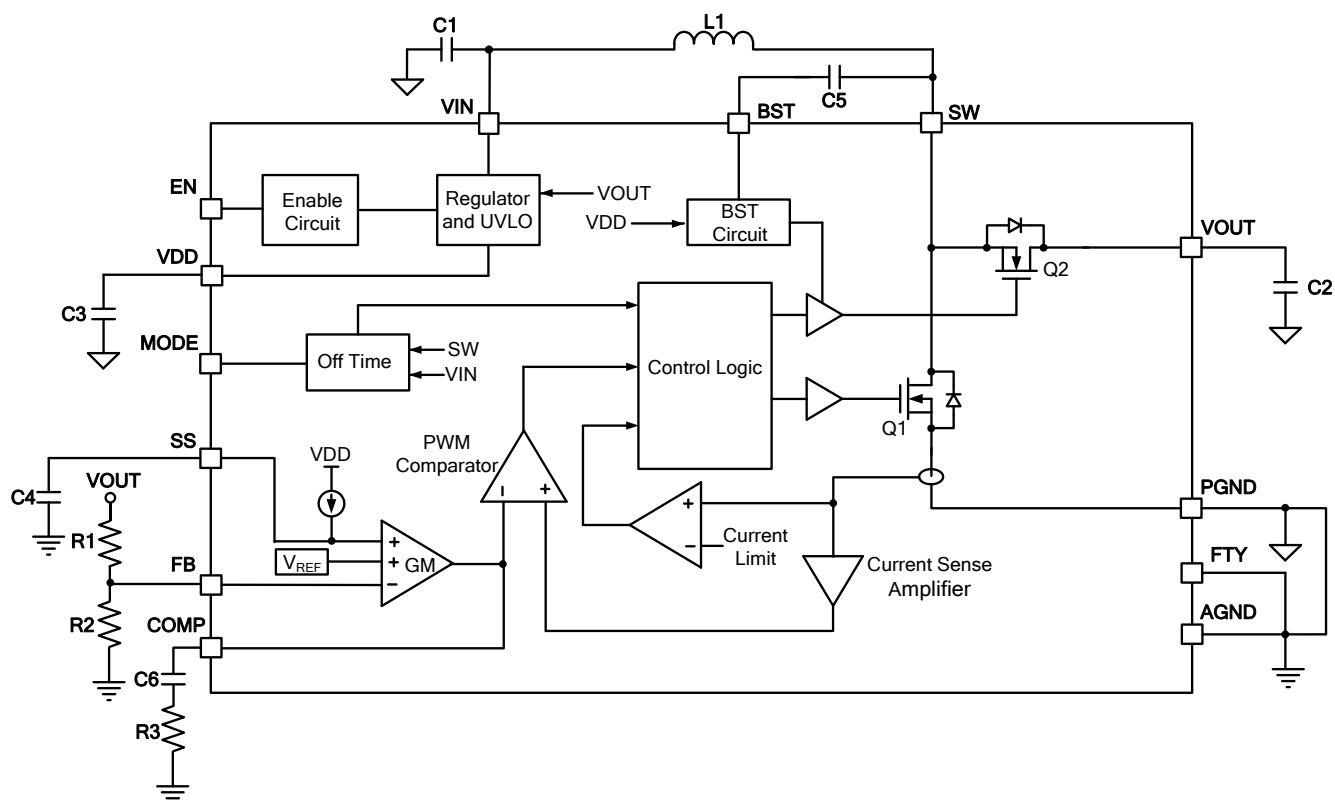 C1
L1
C5
VIN
BST
SW
EN
Enable
Circuit
Regulator
and UVLO
VOUT
VDD
BST
Circuit
VOUT
VDD
Q2
C3
C2
MODE
Off Time
SW
VIN
Control Logic
Q1
SS
VDD
PWM
Comparator
C4
VOUT
PGND
R1
+
+
+
GM
VREF
−
−
+
−
Current
Limit
Current Sense
Amplifier
FTY
FB
R2
COMP
AGND
C6
R3